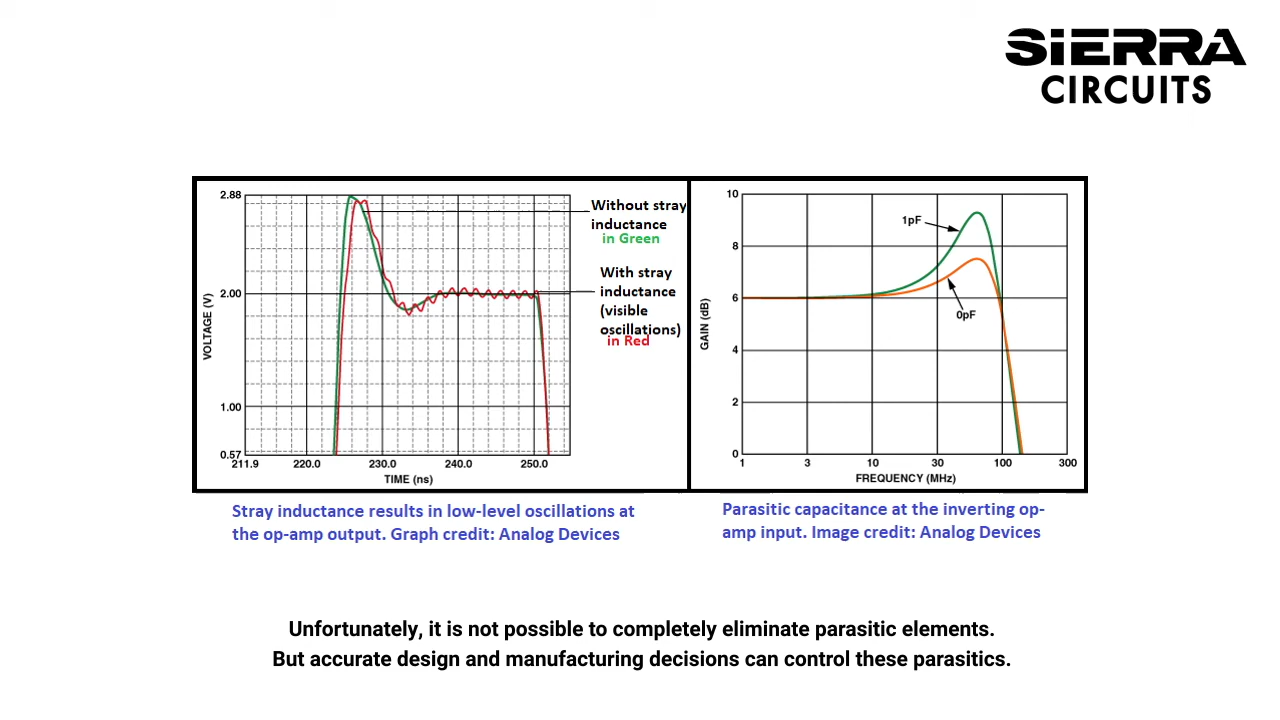 SIERRA
CIRCUITS
2.88
2.00
1.00
0.57
VOLTAGE (V)
211.9 220.0 230.0 240.0 250.0
TIME (ns)
Without stray
inductance
in Green
With stray
inductance
(visible
oscillations)
in Red
10
8
6
4
2
0
GAIN (dB)
1pF
0pF
1 3 10 30 100 300
FREQUENCY (MHz)
Stray inductance results in low-level oscillations at
the op-amp output. Graph credit: Analog Devices
Parasitic capacitance at the inverting op-
amp input. Image credit: Analog Devices
Unfortunately, it is not possible to completely eliminate parasitic elements.
But accurate design and manufacturing decisions can control these parasitics.